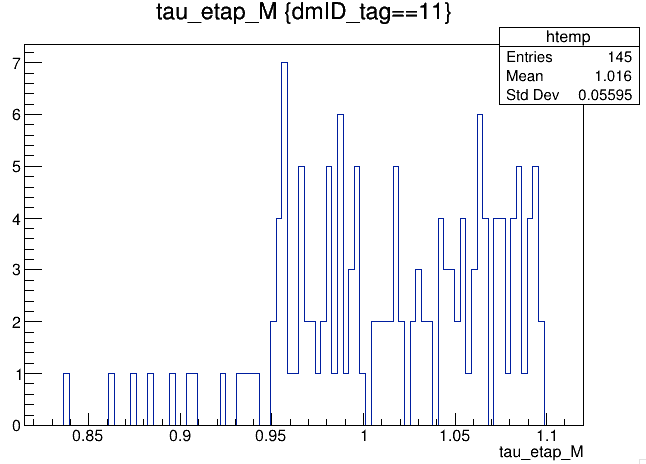 tau_etap_M {dmID_tag==11}
htemp
Entries 145
Mean 1.016
Std Dev 0.05595
7
6
5
4
3
2
1
0
0.85 0.9 0.95 1 1.05 1.1
tau_etap_M